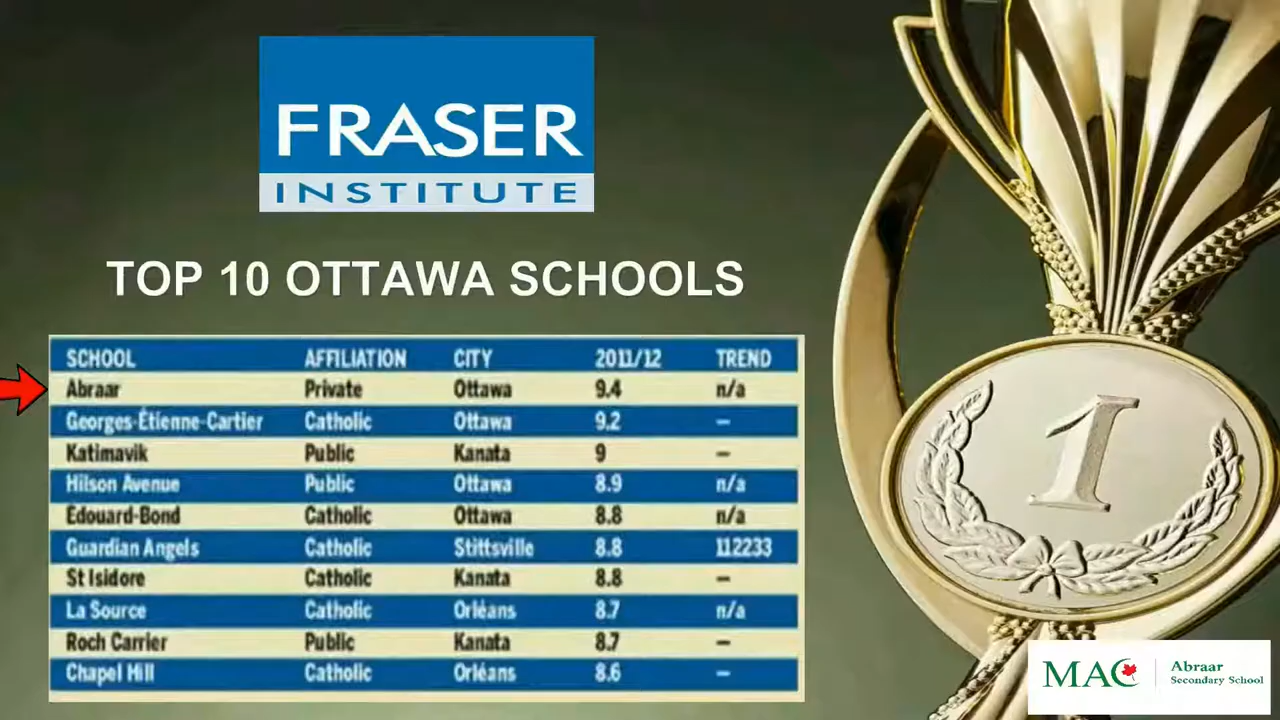 FRASER
INSTITUTE
TOP 10 OTTAWA SCHOOLS
SCHOOL AFFILIATION CITY 2011/12 TREND
Abraar Private Ottawa 9.4 n/a
Georges-Étienne-Cartier Catholic Ottawa 9.2 –
Katimavik Public Kanata 9 –
Hilson Avenue Public Ottawa 8.9 n/a
Édouard-Bond Catholic Ottawa 8.8 n/a
Guardian Angels Catholic Stittsville 8.8 112233
St Isidore Catholic Kanata 8.8 –
La Source Catholic Orléans 8.7 n/a
Roch Carrier Public Kanata 8.7 –
Chapel Hill Catholic Orléans 8.6 –
1
MAC
Abraar
Secondary School